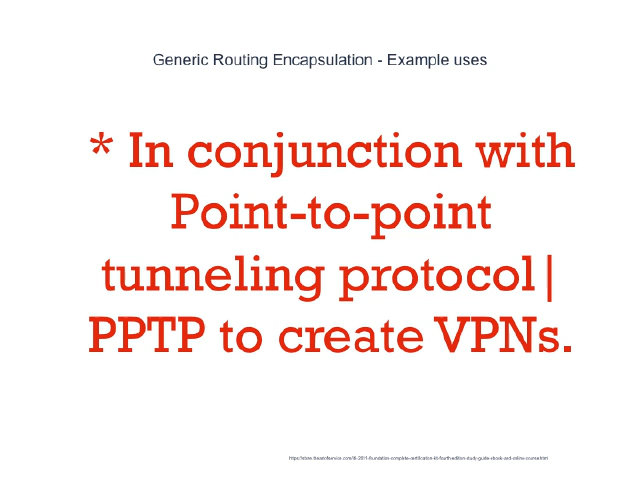 Generic Routing Encapsulation - Example uses
* In conjunction with
Point-to-point
tunneling protocol|
PPTP to create VPNs.